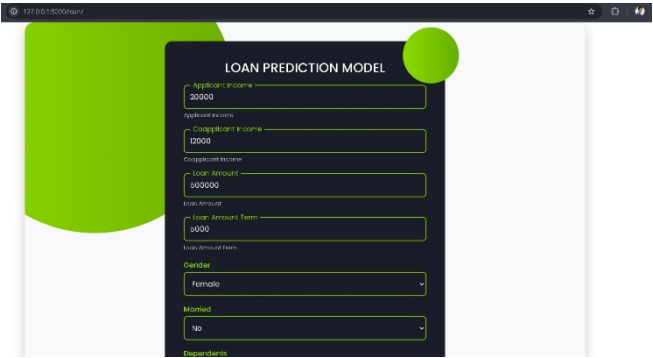 127.0.0.1:8000/loan/
LOAN PREDICTION MODEL
Applicant Income
20000
Applicant Income
Coapplicant Income
12000
Coapplicant Income
Loan Amount
500000
Loan Amount
Loan Amount Term
5000
Loan Amount Term
Gender
Female
Married
No
Dependents